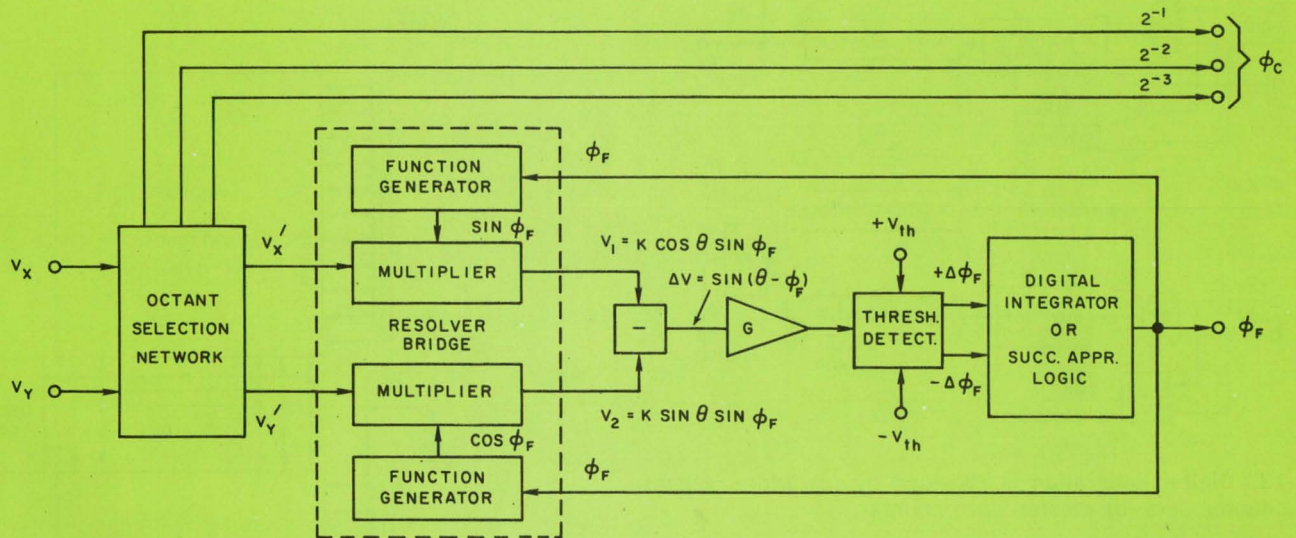 2⁻¹
2⁻²
2⁻³
ϕC
FUNCTION
GENERATOR
ϕF
SIN ϕF
VX′
VX
MULTIPLIER
V1 = K COS θ SIN ϕF
ΔV = SIN (θ - ϕF)
OCTANT
SELECTION
NETWORK
RESOLVER
BRIDGE
−
G
+Vth
THRESH.
DETECT.
-Vth
+ΔϕF
-ΔϕF
DIGITAL
INTEGRATOR
OR
SUCC. APPR.
LOGIC
ϕF
VY
VY′
MULTIPLIER
V2 = K SIN θ SIN ϕF
COS ϕF
FUNCTION
GENERATOR
ϕF